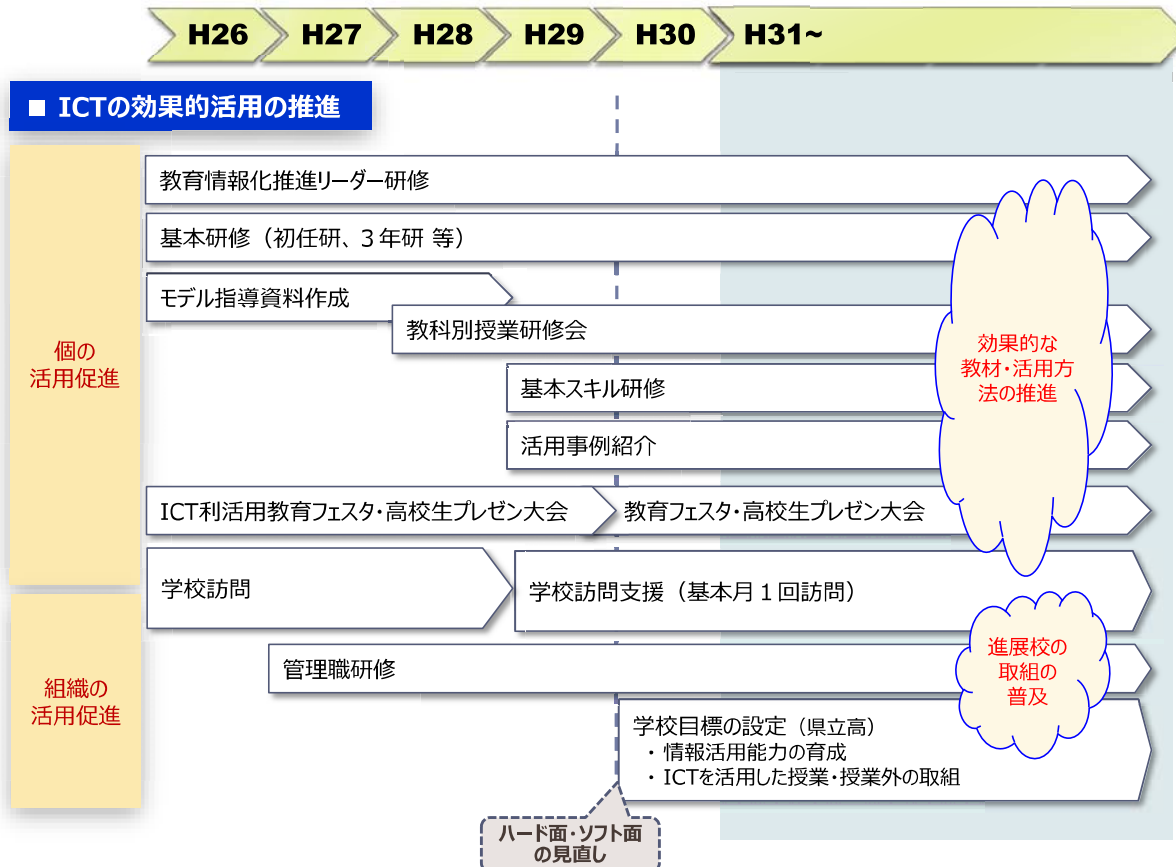 H26 H27 H28 H29 H30 H31~
■ ICTの効果的活用の推進
個の
活用促進
教育情報化推進リーダー研修
基本研修（初任研、３年研 等）
モデル指導資料作成
教科別授業研修会
基本スキル研修
活用事例紹介
ICT利活用教育フェスタ・高校生プレゼン大会
教育フェスタ・高校生プレゼン大会
効果的な
教材・活用方
法の推進
学校訪問
学校訪問支援（基本月１回訪問）
組織の
活用促進
管理職研修
進展校の
取組の
普及
学校目標の設定（県立高）
・情報活用能力の育成
・ICTを活用した授業・授業外の取組
ハード面・ソフト面
の見直し